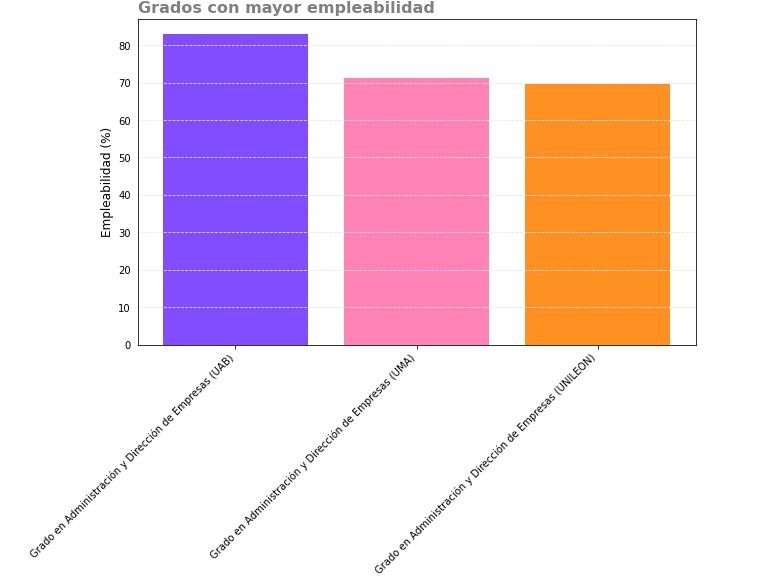 Grados con mayor empleabilidad
Empleabilidad (%)
80
70
60
50
40
30
20
10
0
Grado en Administración y Dirección de Empresas (UAB)
Grado en Administración y Dirección de Empresas (UMA)
Grado en Administración y Dirección de Empresas (UNILEON)